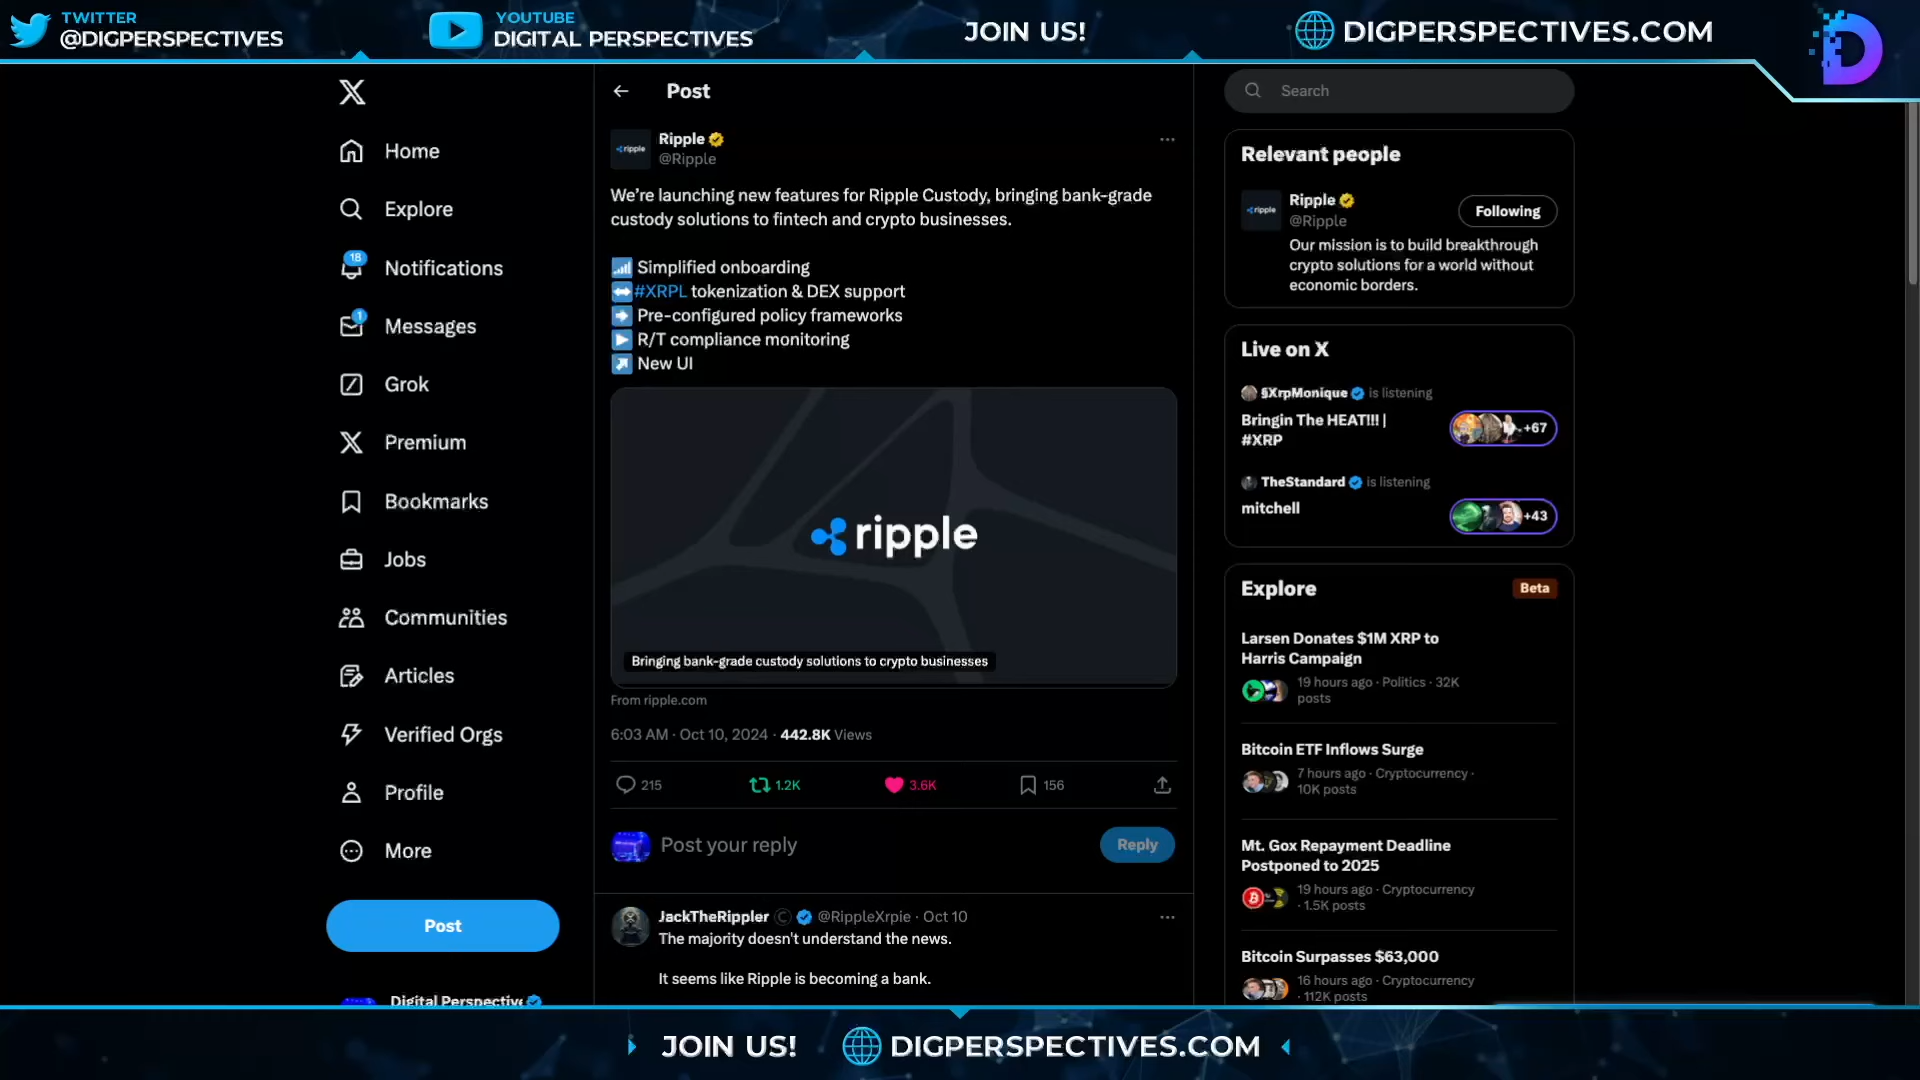 TWITTER
@DIGPERSPECTIVES
YOUTUBE
DIGITAL PERSPECTIVES
JOIN US!
DIGPERSPECTIVES.COM
Home
Explore
18
Notifications
1
Messages
Grok
Premium
Bookmarks
Jobs
Communities
Articles
Verified Orgs
Profile
More
Post
Digital Perspective
Post
ripple
Ripple
@Ripple
We're launching new features for Ripple Custody, bringing bank-grade
custody solutions to fintech and crypto businesses.
Simplified onboarding
#XRPL tokenization & DEX support
Pre-configured policy frameworks
R/T compliance monitoring
New UI
ripple
Bringing bank-grade custody solutions to crypto businesses
From ripple.com
6:03 AM · Oct 10, 2024 · 442.8K Views
215 1.2K 3.6K 156
Post your reply
Reply
JackTheRippler © @RippleXrpie · Oct 10
The majority doesn't understand the news.
It seems like Ripple is becoming a bank.
Search
Relevant people
ripple
Ripple
@Ripple
Following
Our mission is to build breakthrough
crypto solutions for a world without
economic borders.
Live on X
§XrpMonique is listening
Bringin The HEAT!!! |
#XRP
+67
TheStandard is listening
mitchell
+43
Explore
Beta
Larsen Donates $1M XRP to
Harris Campaign
19 hours ago · Politics · 32K
posts
Bitcoin ETF Inflows Surge
7 hours ago · Cryptocurrency ·
10K posts
Mt. Gox Repayment Deadline
Postponed to 2025
19 hours ago · Cryptocurrency
· 1.5K posts
Bitcoin Surpasses $63,000
16 hours ago · Cryptocurrency
· 112K posts
JOIN US!
DIGPERSPECTIVES.COM